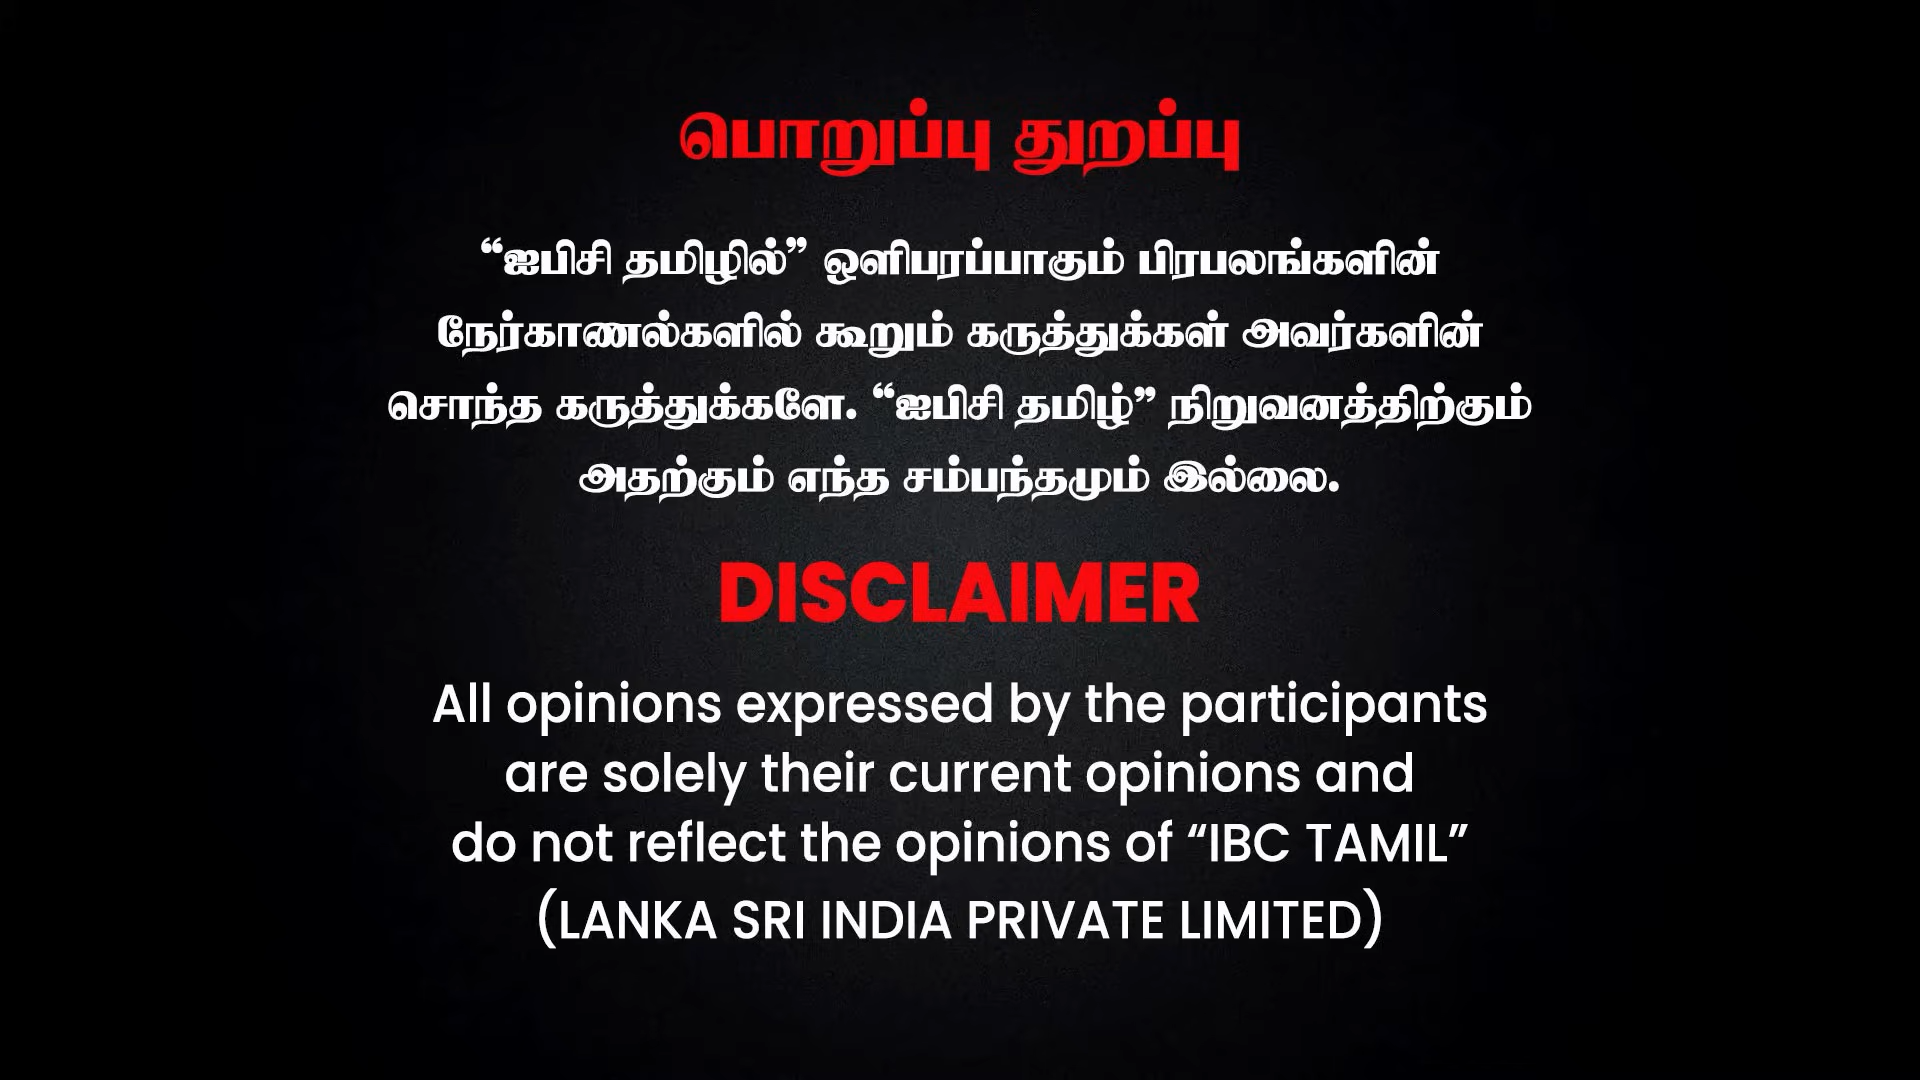 பொறுப்பு துறப்பு
“ஐபிசி தமிழில்” ஒளிபரப்பாகும் பிரபலங்களின்
நேர்காணல்களில் கூறும் கருத்துக்கள் அவர்களின்
சொந்த கருத்துக்களே. “ஐபிசி தமிழ்” நிறுவனத்திற்கும்
அதற்கும் எந்த சம்பந்தமும் இல்லை.
DISCLAIMER
All opinions expressed by the participants
are solely their current opinions and
do not reflect the opinions of “IBC TAMIL”
(LANKA SRI INDIA PRIVATE LIMITED)